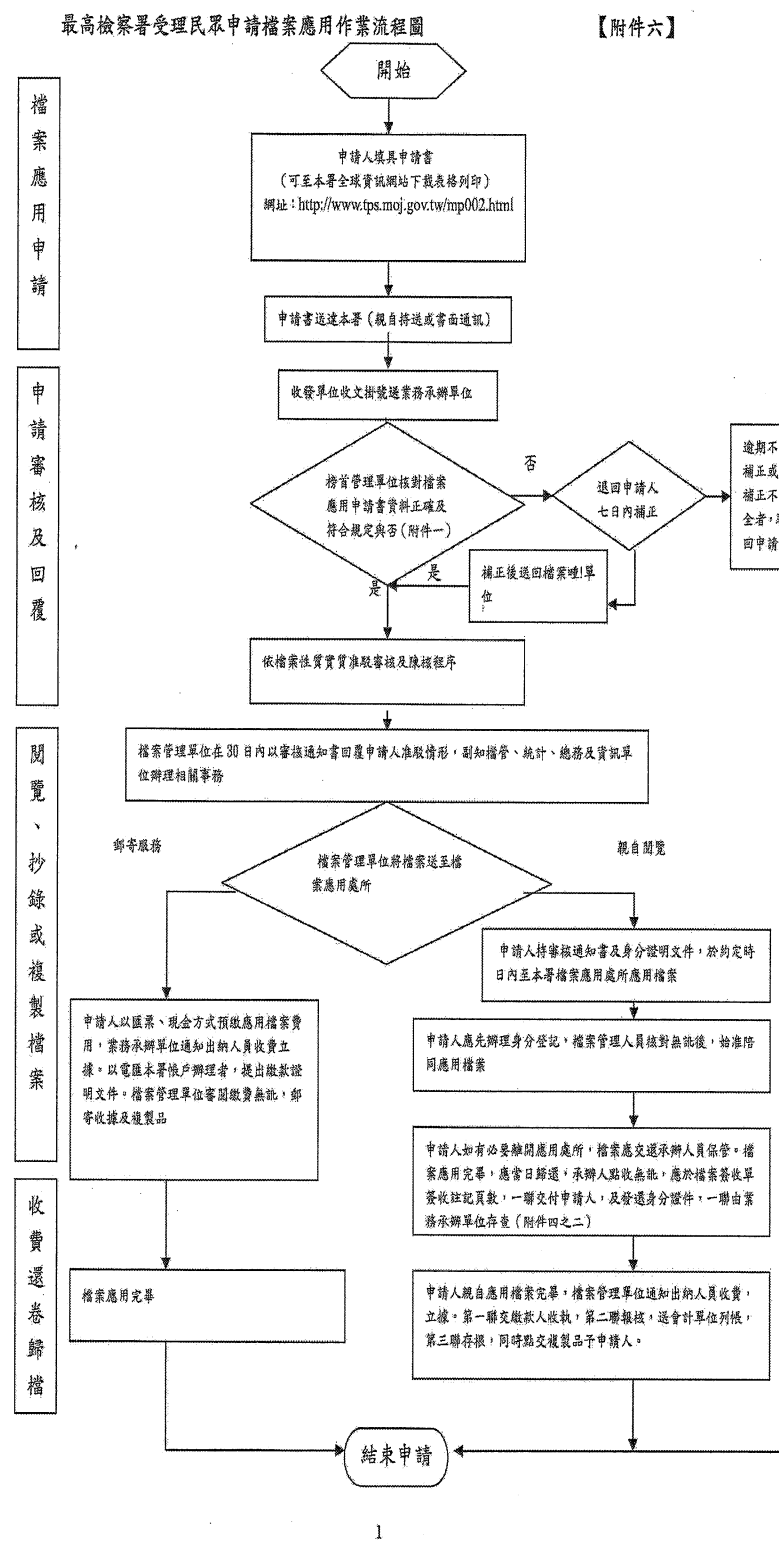 最高檢察署受理民眾申請檔案應用作業流程圖
【附件六】
開始
檔案應用申請
申請人填具申請書
(可至本署全球資訊網站下載表格列印)
網址：http://www.tps.moj.gov.tw/mp002.html
申請書送達本署(親自持送或書面通訊)
申請審核及回覆
收發單位收文掛號遞業務承辦單位
榜首管理單位核對檔案
應用申請書資料正確及
符合規定與否(附件一)
否
退回申請人
七日內補正
逾期不
補正或
補正不
全者，
回申請
是
是
補正後送回檔案唾!單
位
依檔案性質實質准駁審核及陳核程序
閱覽、抄錄或複製檔案
檔案管理單位在 30 日內以審核通知書回覆申請人准駁情形，副知檔管、統計、總務及資訊單
位辦理相關事務
郵寄服務
檔案管理單位將檔案送至檔
案應用處所
親自閱覽
申請人持審核通知書及身分證明文件，於約定時
日內至本署檔案應用處所應用檔案
申請人以匯票、現金方式預繳應用檔案費
用，業務承辦單位通知出納人員收費立
據。以電匯本署帳戶辦理者，提出繳款證
明文件。檔案管理單位審閱繳費無訛，郵
寄收據及複製品
申請人應先辦理身分登記，檔案管理人員核對無訛後，始准陪
同應用檔案
申請人如有必要離開應用處所，檔案應交還承辦人員保管。檔
案應用完畢，應當日歸還，承辦人點收無訛，應於檔案簽收單
簽收註記頁數，一聯交付申請人，及發還身分證件，一聯由業
務承辦單位存查(附件四之二)
收費還卷歸檔
檔案應用完畢
申請人親自應用檔案完畢，檔案管理單位通知出納人員收費，
立據。第一聯交繳款人收執，第二聯報核，送會計單位列帳，
第三聯存根，同時點交複製品予申請人。
結束申請
1